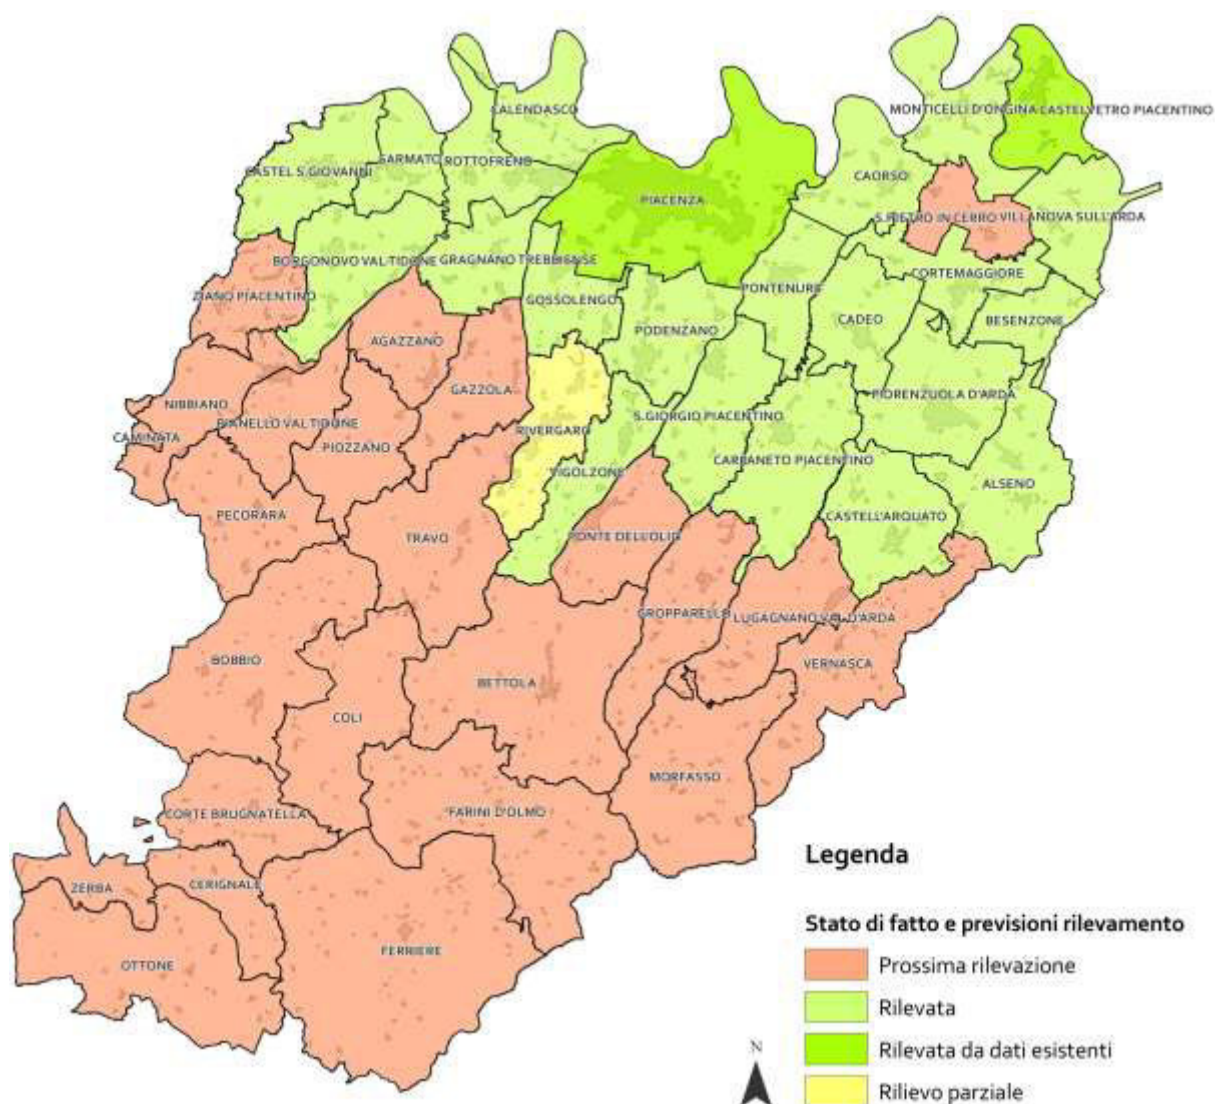 CALENDASCO
MONTICELLI D'ONGINA
CASTELVETRO PIACENTINO
CASTEL S.GIOVANNI
SARMATO
ROTTOFRENO
PIACENZA
CAORSO
S.PIETRO IN CERRO
VILLANOVA SULL'ARDA
BORGONOVO VAL TIDONE
GRAGNANO TREBBIENSE
CORTEMAGGIORE
ZIANO PIACENTINO
GOSSOLENGO
PONTENURE
PODENZANO
CADEO
BESENZONE
AGAZZANO
GAZZOLA
FIORENZUOLA D'ARDA
NIBBIANO
PIANELLO VAL TIDONE
S.GIORGIO PIACENTINO
CAMINATA
PIOZZANO
RIVERGARO
VIGOLZONE
CARPANETO PIACENTINO
ALSENO
PECORARA
CASTELL'ARQUATO
TRAVO
PONTE DELL'OLIO
GROPPARELLO
LUGAGNANO VAL D'ARDA
BOBBIO
VERNASCA
BETTOLA
COLI
MORFASSO
CORTE BRUGNATELLA
FARINI D'OLMO
ZERBA
CERIGNALE
FERRIERE
OTTONE
Legenda
Stato di fatto e previsioni rilevamento
Prossima rilevazione
Rilevata
Rilevata da dati esistenti
Rilievo parziale
N